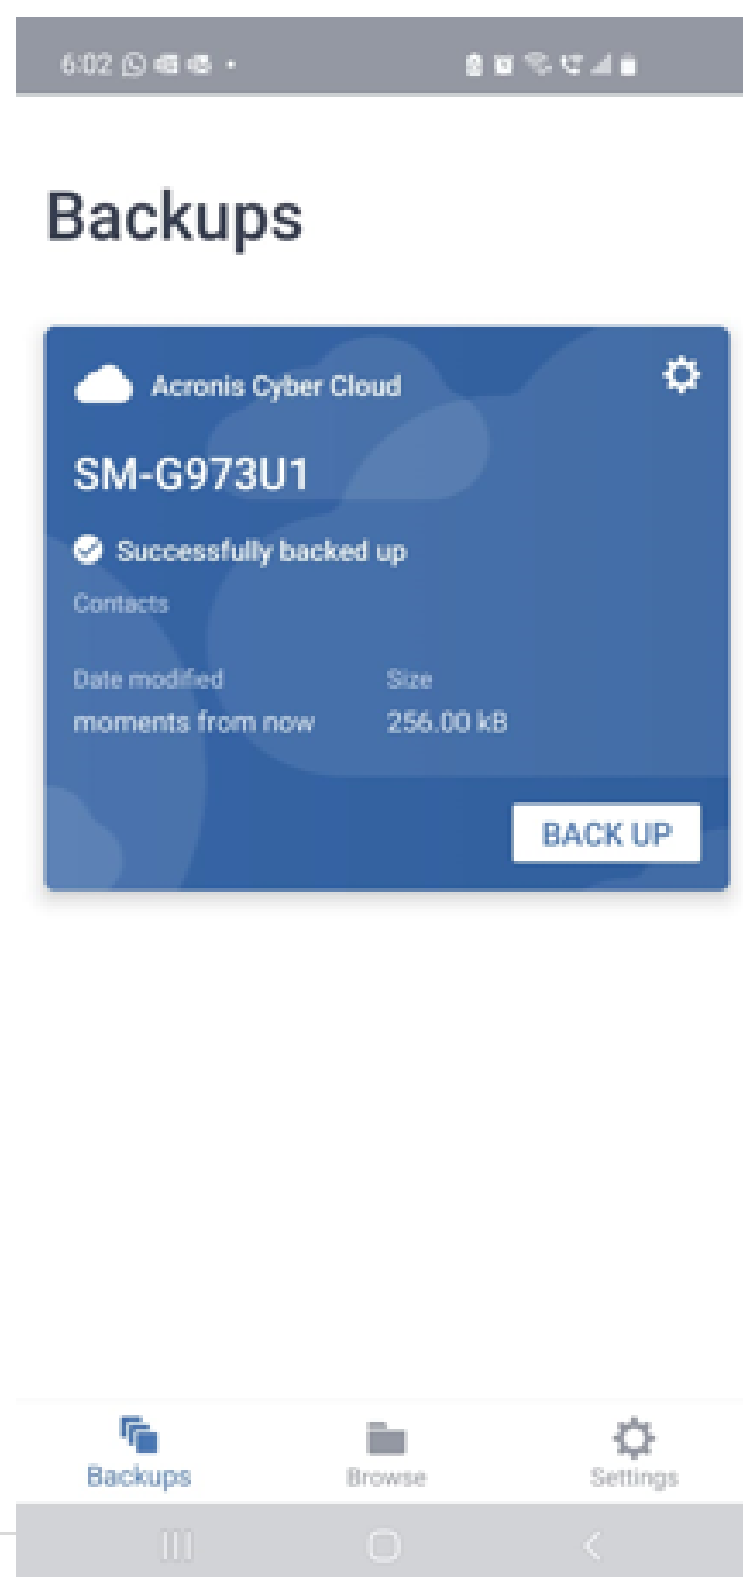 6:02
Backups
Acronis Cyber Cloud
SM-G973U1
Successfully backed up
Contacts
Date modified Size
moments from now 256.00 kB
BACK UP
Backups Browse Settings